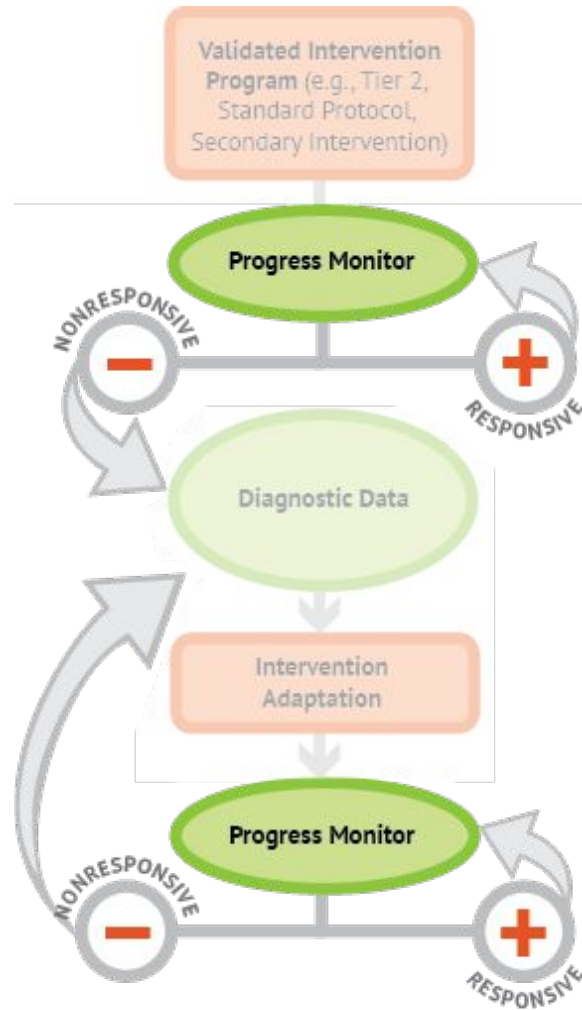 Validated Intervention
Program (e.g., Tier 2,
Standard Protocol,
Secondary Intervention)
Progress Monitor
NONRESPONSIVE
RESPONSIVE
Diagnostic Data
Intervention
Adaptation
Progress Monitor
NONRESPONSIVE
RESPONSIVE